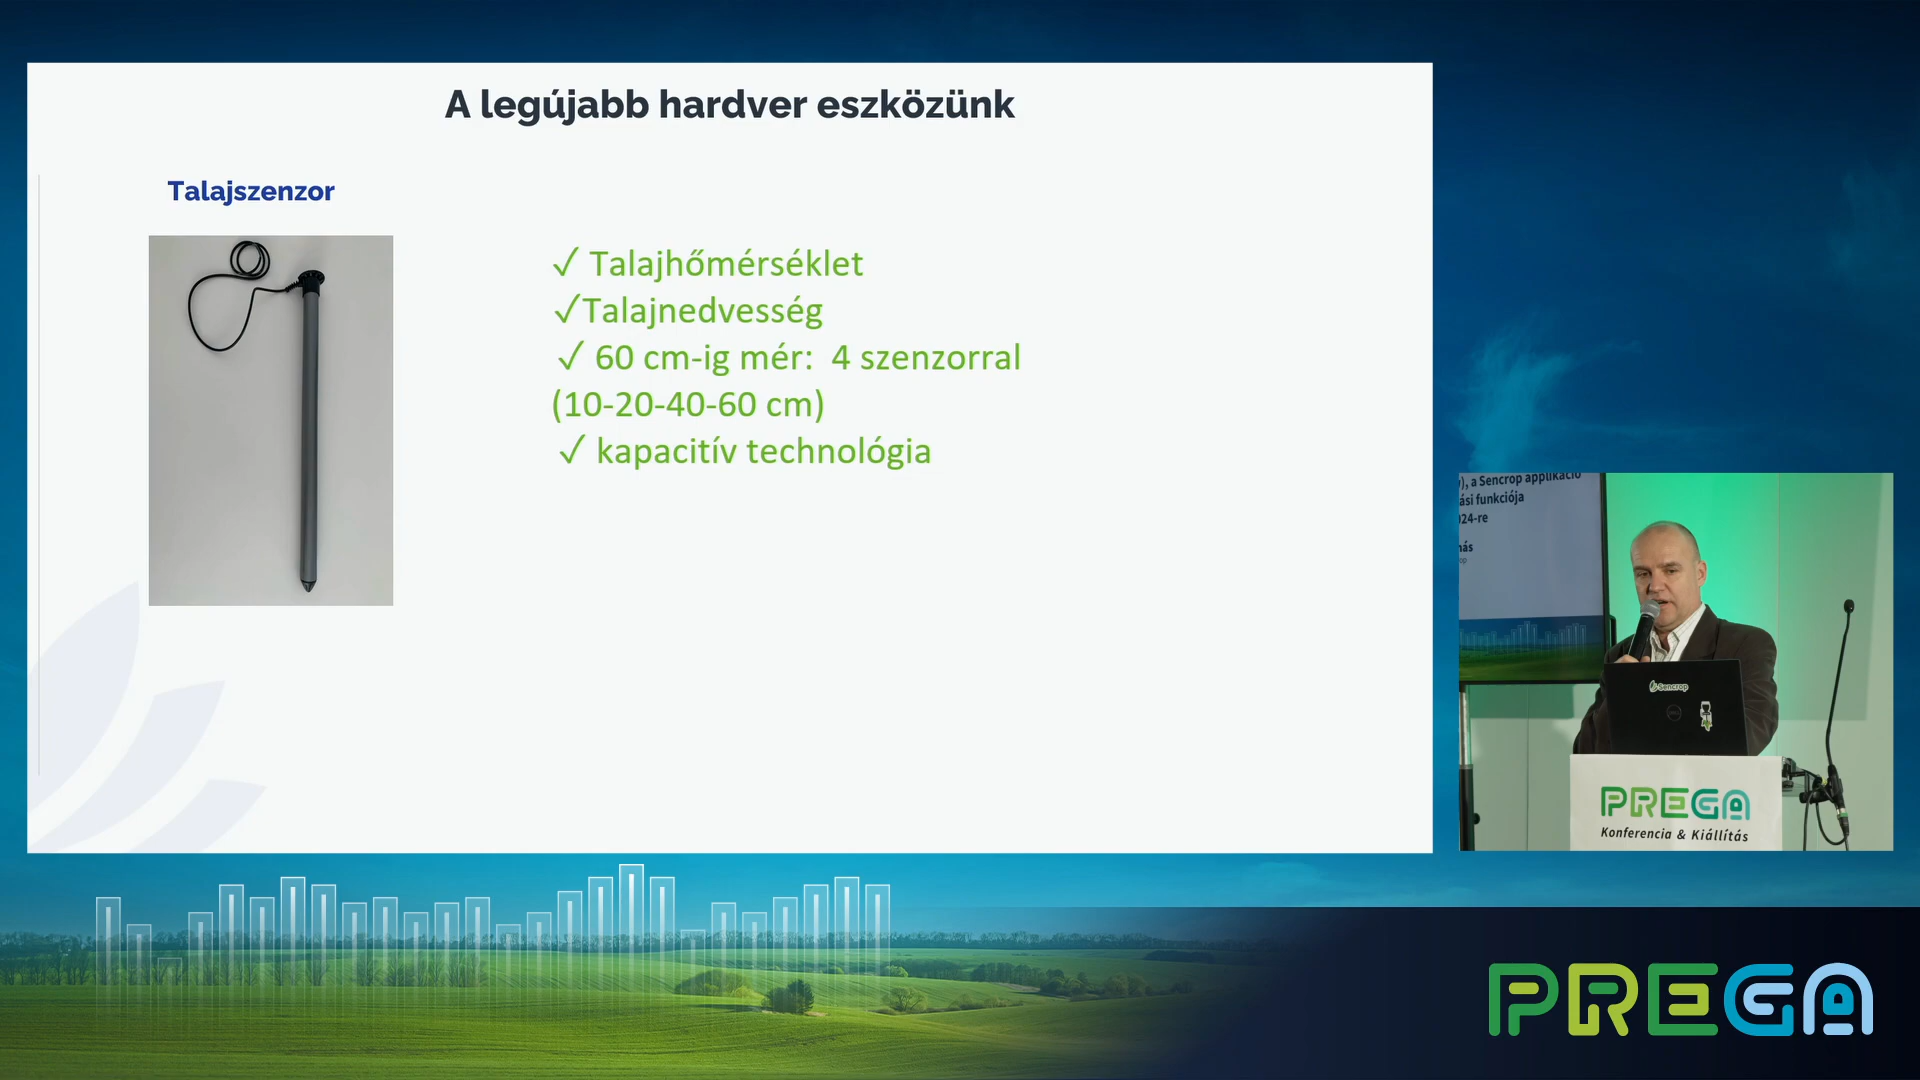 A legújabb hardver eszközünk
Talajszenzor
✓ Talajhőmérséklet
✓Talajnedvesség
✓ 60 cm-ig mér: 4 szenzorral
(10-20-40-60 cm)
✓ kapacitív technológia
, a Sencrop applikáció
ási funkciója
024-re
más
Sencrop
PREGA
Konferencia & Kiállítás
PREGA